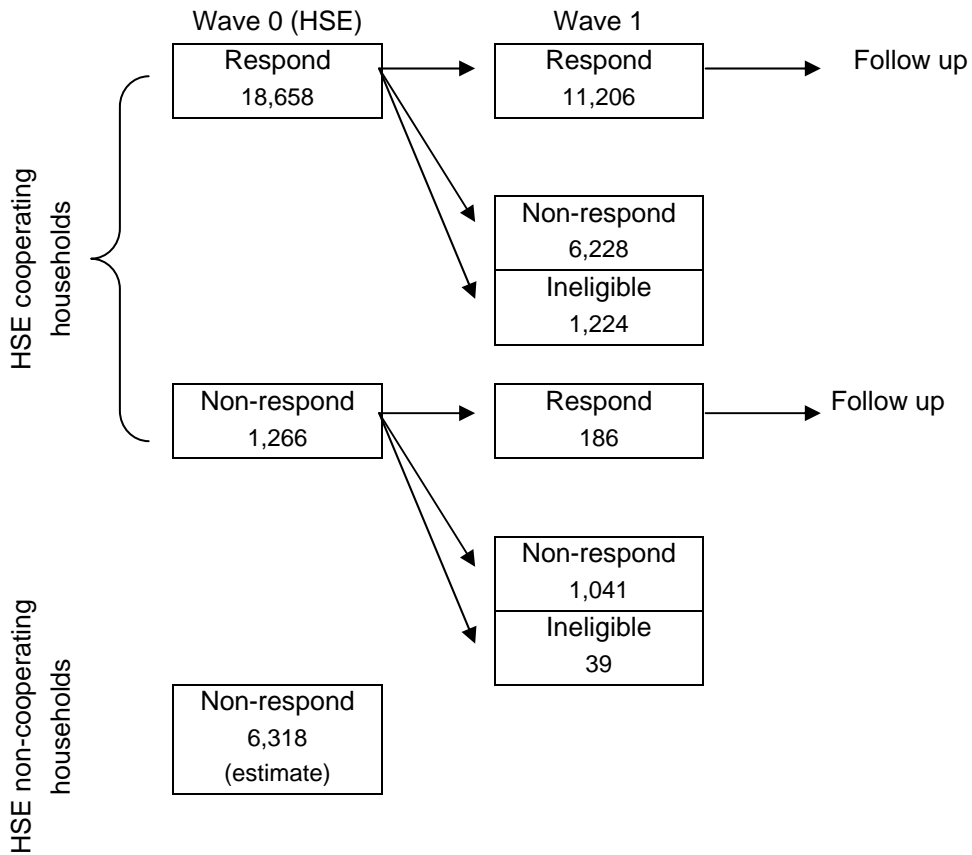 Wave 0 (HSE)
Wave 1
Respond
18,658
Respond
11,206
Follow up
HSE cooperating
households
Non-respond
6,228
Ineligible
1,224
Non-respond
1,266
Respond
186
Follow up
Non-respond
1,041
Ineligible
39
HSE non-cooperating
households
Non-respond
6,318
(estimate)